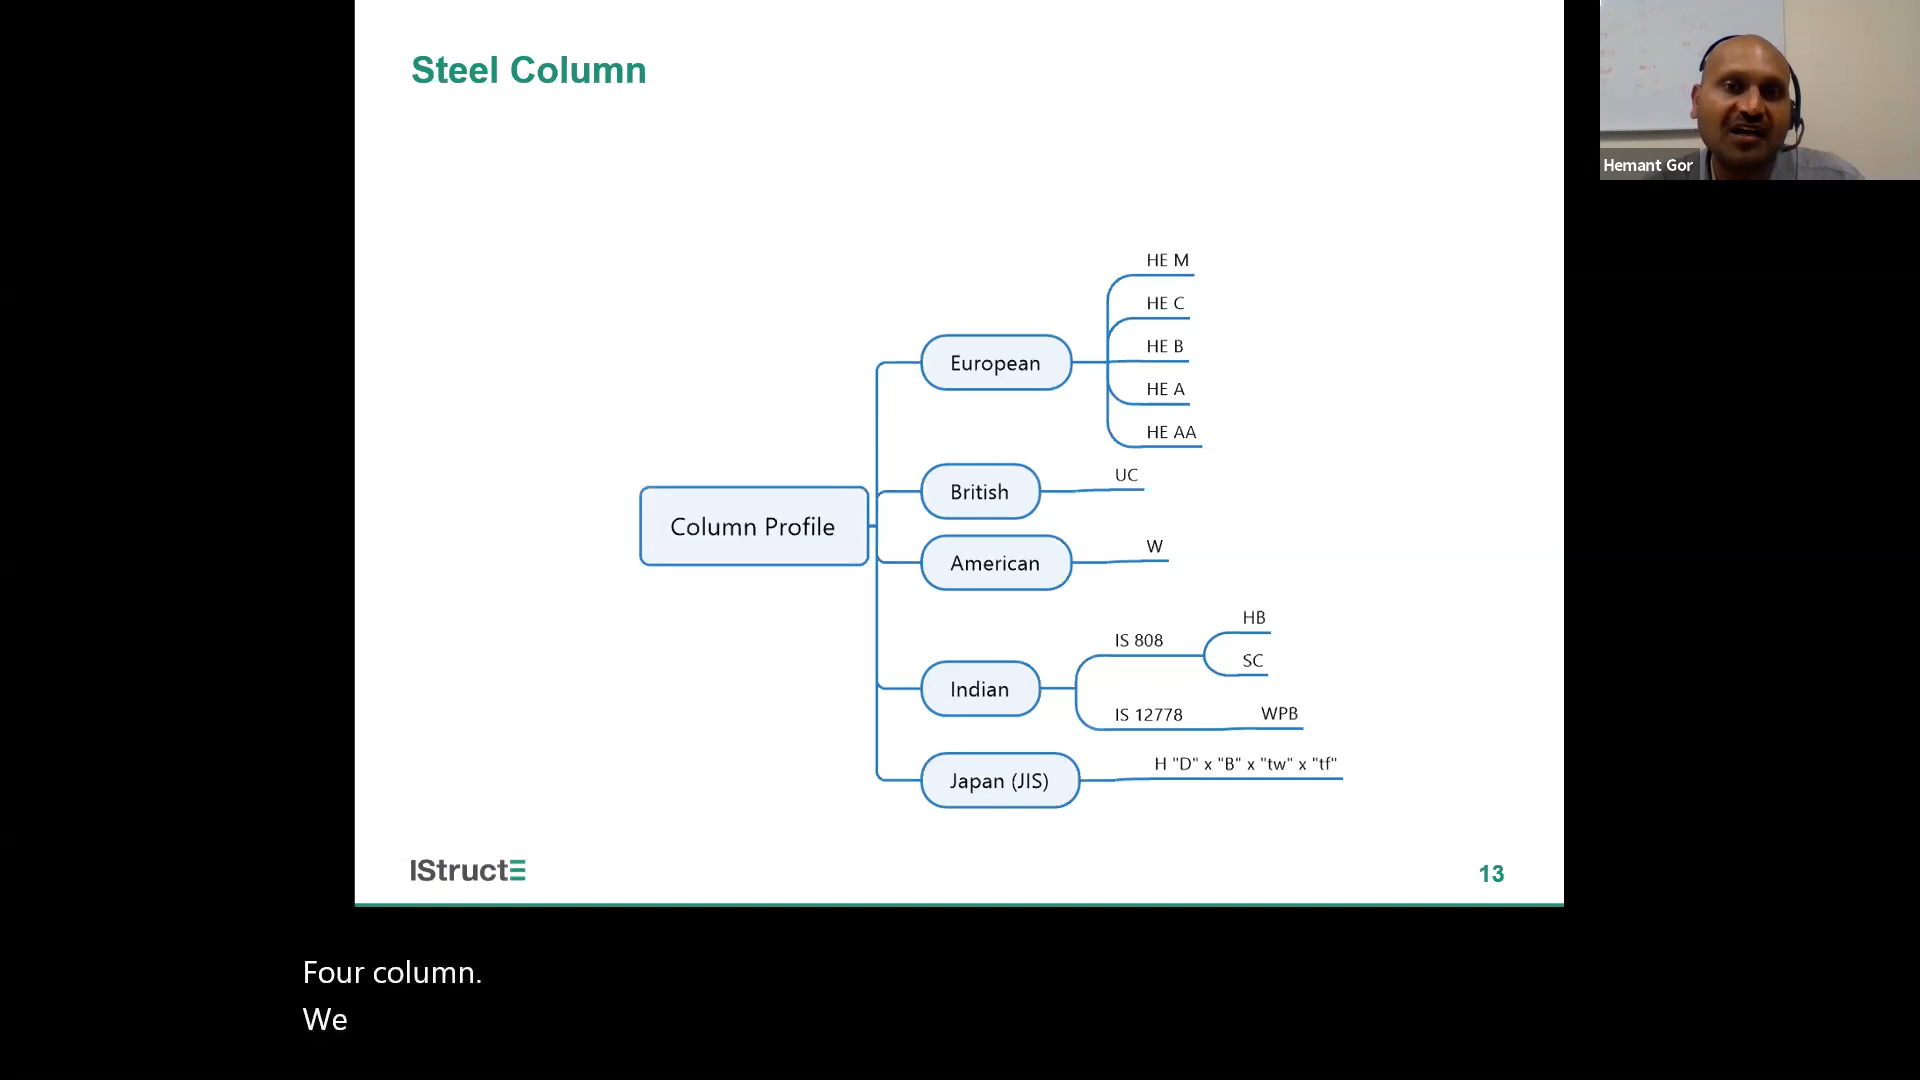 Steel Column
Hemant Gor
HE M
HE C
HE B
HE A
HE AA
European
UC
British
Column Profile
W
American
HB
IS 808
SC
Indian
IS 12778
WPB
H "D" x "B" x "tw" x "tf"
Japan (JIS)
IStructE
13
Four column.
We